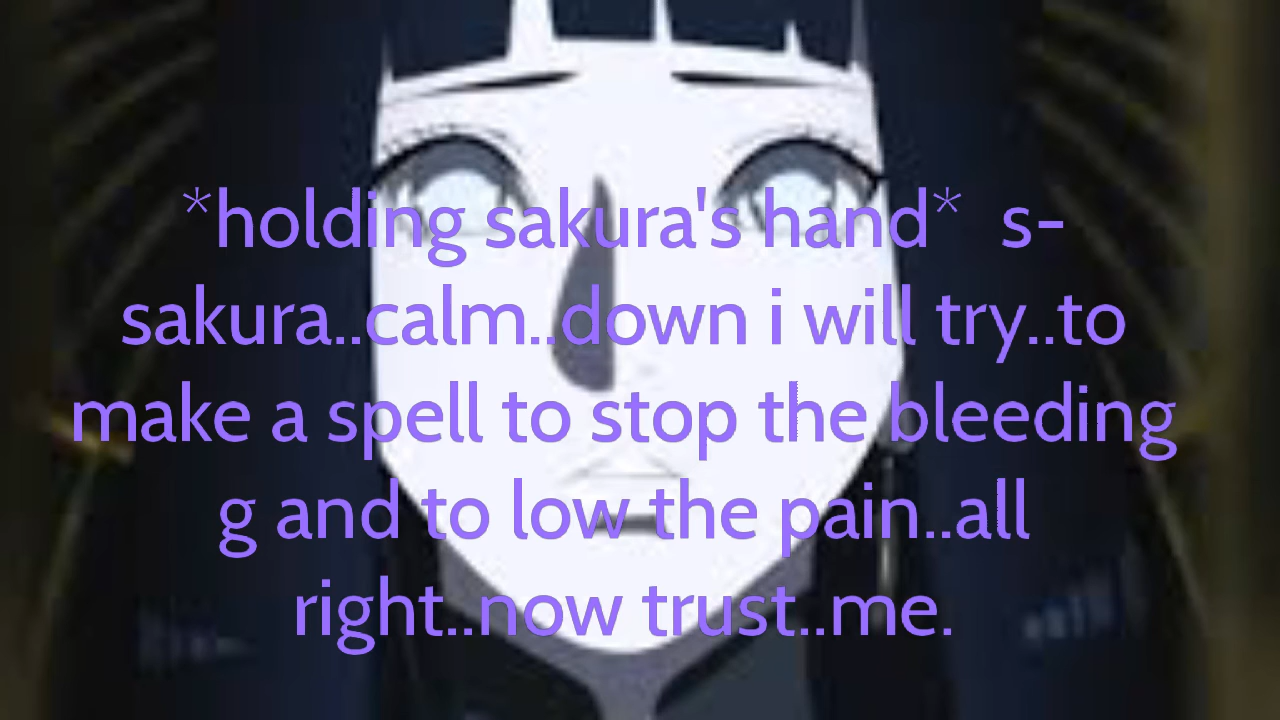 *holding sakura's hand*  s-
sakura..calm..down i will try..to
make a spell to stop the bleeding
g and to low the pain..all
right..now trust..me.